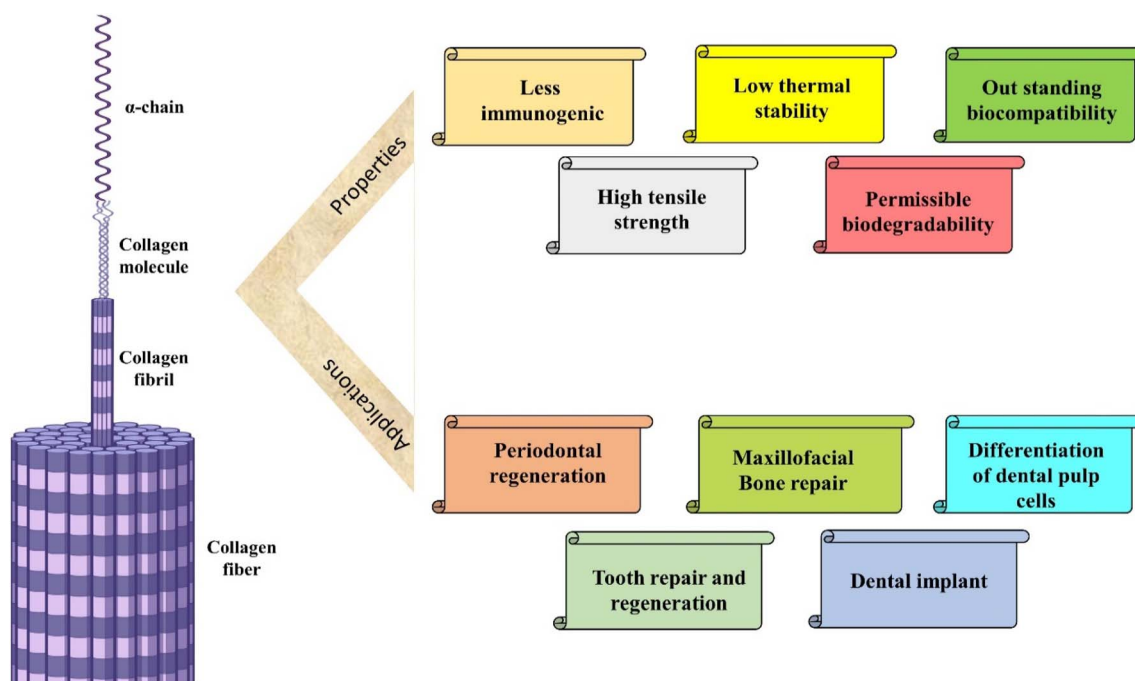 α-chain
Collagen
molecule
Collagen
fibril
Collagen
fiber
Properties
Less
immunogenic
Low thermal
stability
Out standing
biocompatibility
High tensile
strength
Permissible
biodegradability
Applications
Periodontal
regeneration
Maxillofacial
Bone repair
Differentiation
of dental pulp
cells
Tooth repair and
regeneration
Dental implant